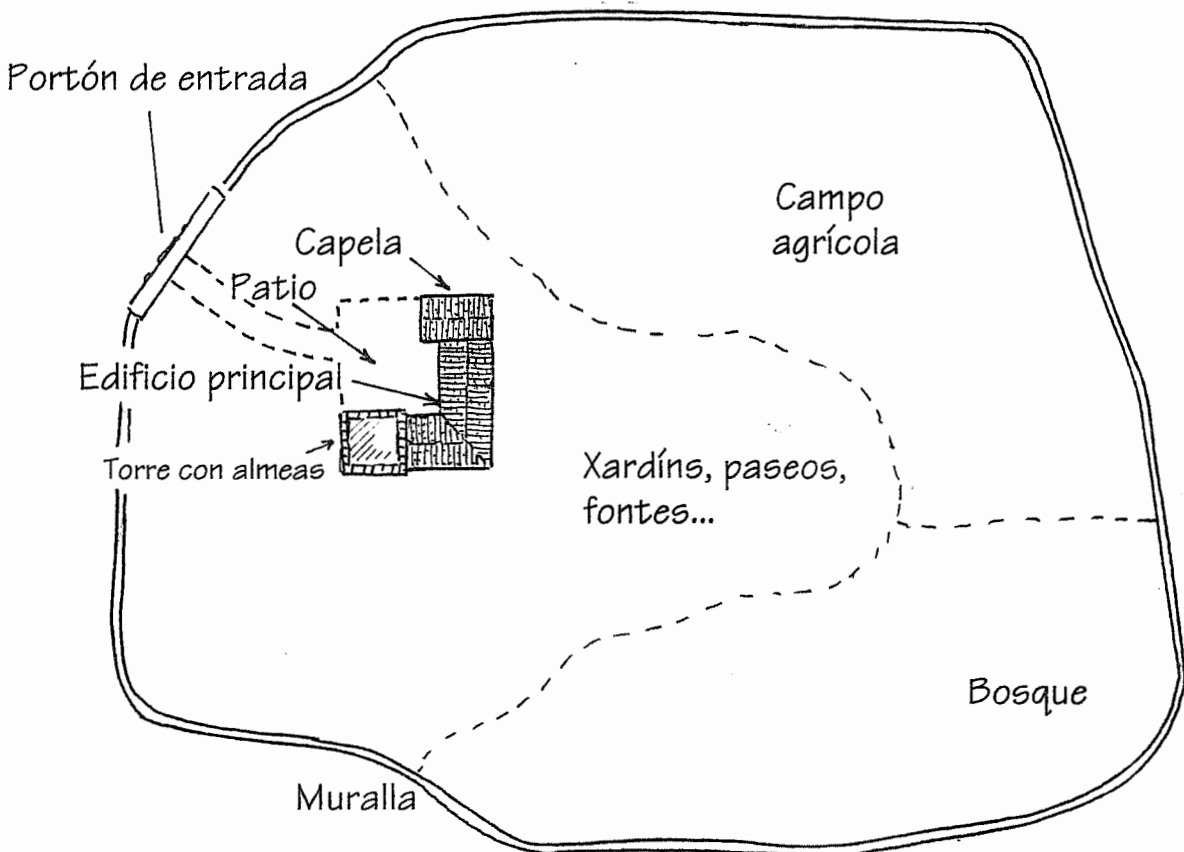 Portón de entrada
Campo
agrícola
Capela
Patio
Edificio principal
Torre con almeas
Xardíns, paseos,
fontes...
Bosque
Muralla